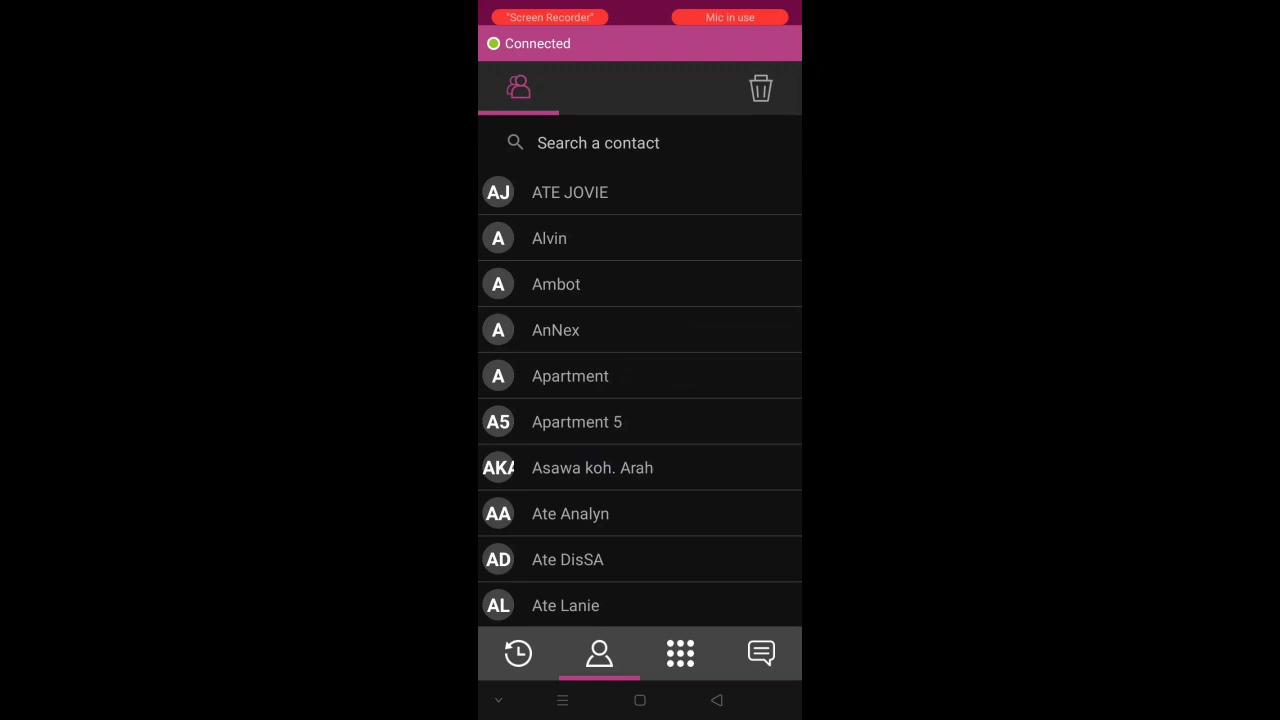 "Screen Recorder" Mic in use
Connected
Search a contact
AJ ATE JOVIE
A Alvin
A Ambot
A AnNex
A Apartment
A5 Apartment 5
AKA Asawa koh. Arah
AA Ate Analyn
AD Ate DisSA
AL Ate Lanie